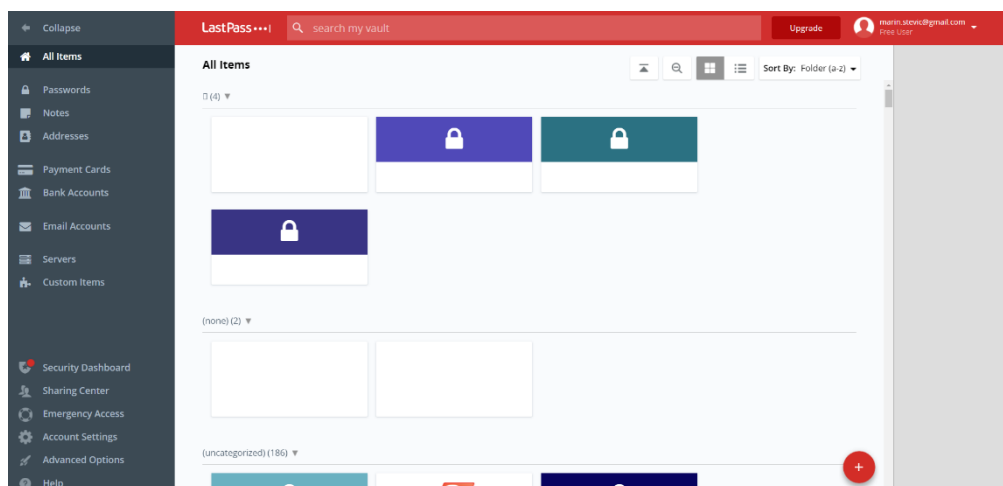 Collapse
LastPass
search my vault
Upgrade
marin.stevic@gmail.com
Free User
All Items
Passwords
Notes
Addresses
Payment Cards
Bank Accounts
Email Accounts
Servers
Custom Items
Security Dashboard
Sharing Center
Emergency Access
Account Settings
Advanced Options
Help
All Items
Sort By: Folder (a-z)
(4)
(none) (2)
(uncategorized) (186)